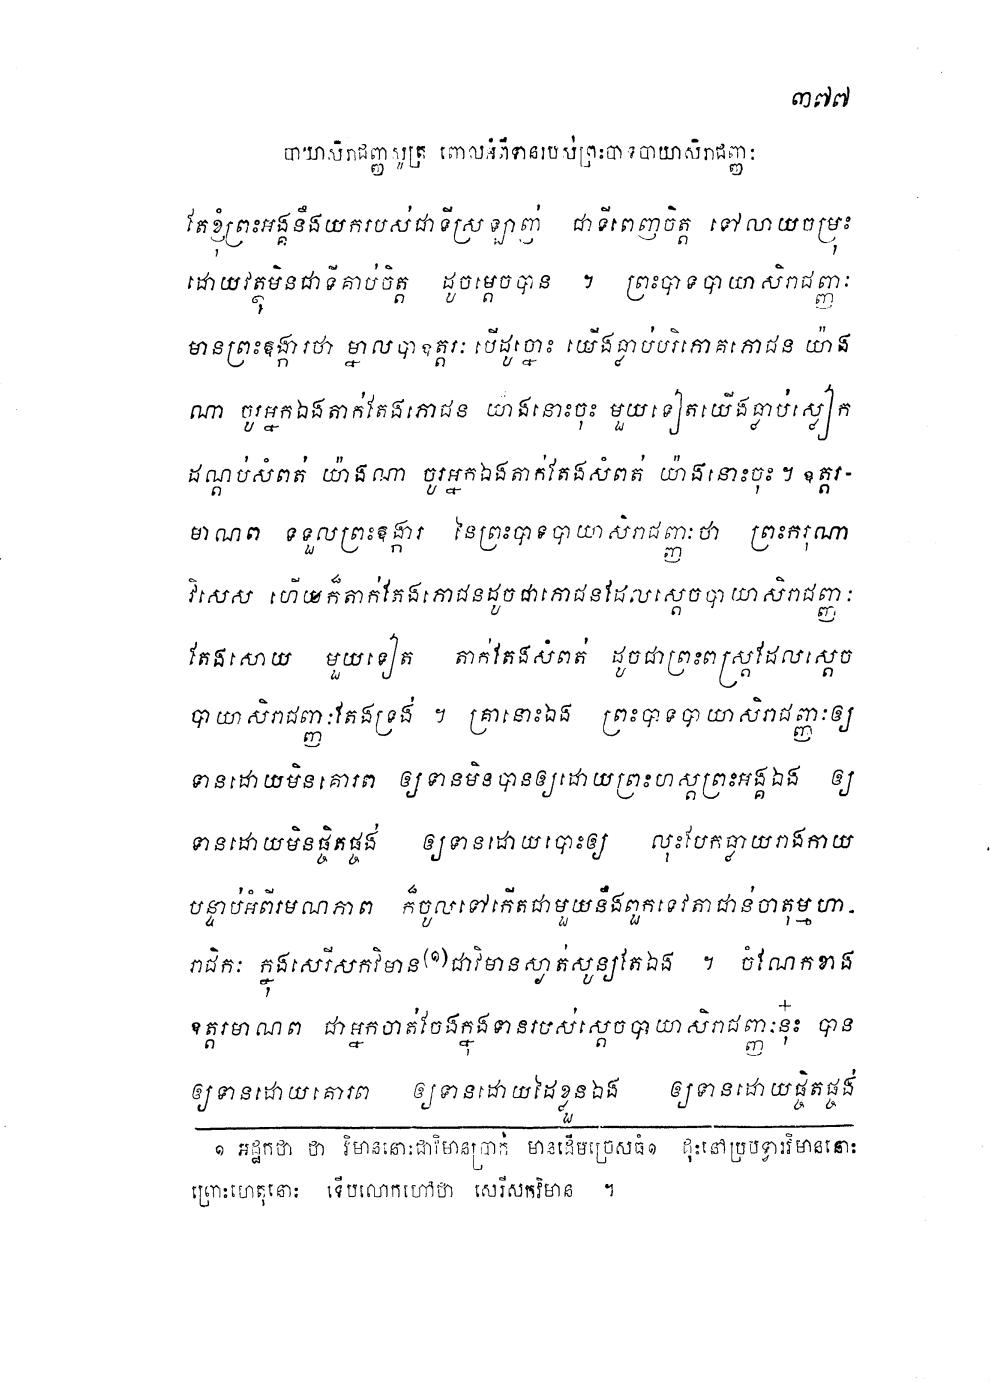 ៣៧៧
បាយាសិរាជញ្ញសូត្រ ពោលអំពីទានរបស់ព្រះបាទបាយាសិរាជញ្ញៈ
តែខ្ញុំព្រះអង្គនឹងយករបស់ជាទីស្រឡាញ់ ជាទីពេញចិត្ត ទៅលាយចម្រុះ
ដោយវត្ថុមិនជាទីគាប់ចិត្ត ដូចម្តេចបាន ។ ព្រះបាទបាយាសិរាជញ្ញៈ
មានព្រះឱង្ការថា ម្នាលបាឧត្តរៈ បើដូច្នោះ យើងធ្លាប់បរិភោគភោជន យ៉ាង
ណា ចូរអ្នកឯងតាក់តែងភោជន យ៉ាងនោះចុះ មួយទៀតយើងធ្លាប់ស្លៀក
ដណ្តប់សំពត់ យ៉ាងណា ចូរអ្នកឯងតាក់តែងសំពត់ យ៉ាងនោះចុះ ។ ឧត្តរ-
មាណព ទទួលព្រះឱង្ការ នៃព្រះបាទបាយាសិរាជញ្ញៈថា ព្រះករុណា
វិសេស ហើយក៏តាក់តែងភោជនដូចជាភោជនដែលស្តេចបាយាសិរាជញ្ញៈ
តែងសោយ មួយទៀត តាក់តែងសំពត់ ដូចជាព្រះពស្ត្រដែលស្តេច
បាយាសិរាជញ្ញៈតែងទ្រង់ ។ គ្រានោះឯង ព្រះបាទបាយាសិរាជញ្ញៈឲ្យ
ទានដោយមិនគោរព ឲ្យទានមិនបានឲ្យដោយព្រះហស្តព្រះអង្គឯង ឲ្យ
ទានដោយមិនផ្ចិតផ្ចង់ ឲ្យទានដោយបោះឲ្យ លុះបែកធ្លាយរាងកាយ
បន្ទាប់អំពីរមណភាព ក៏ចូលទៅកើតជាមួយនឹងពួកទេវតាជាន់ចាតុម្មហា-
រាជិកៈ ក្នុងសេរីសកវិមាន(១)ជាវិមានស្ងាត់សូន្យតែឯង ។ ចំណែកខាង
ឧត្តរមាណព ជាអ្នកចាត់ចែងក្នុងទានរបស់ស្តេចបាយាសិរាជញ្ញៈនុ៎ះ បាន
ឲ្យទានដោយគោរព ឲ្យទានដោយដៃខ្លួនឯង ឲ្យទានដោយផ្ចិតផ្ចង់
១ អដ្ឋកថា ថា វិមាននោះជាវិមានប្រាក់ មានដើមច្រេសធំ១ ដុះនៅប្របទ្វារវិមាននោះ
ព្រោះហេតុនោះ ទើបលោកហៅថា សេរីសកវិមាន ។